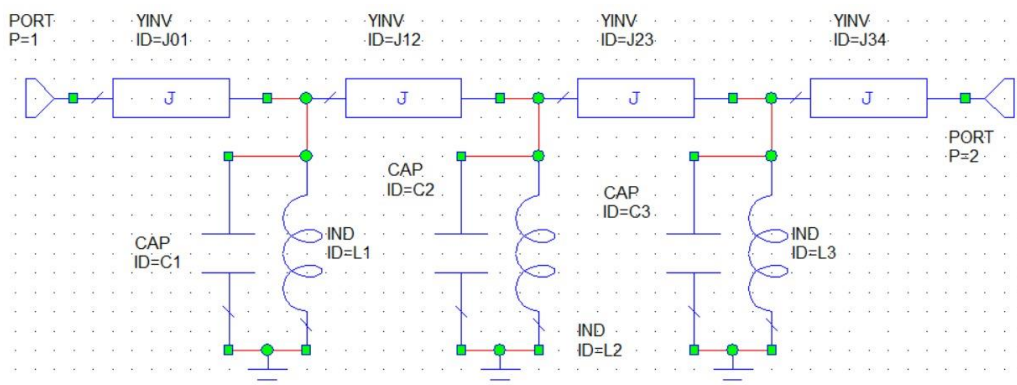 PORT
P=1
YINV
ID=J01
YINV
ID=J12
YINV
ID=J23
YINV
ID=J34
J
J
J
J
PORT
P=2
CAP
ID=C1
IND
ID=L1
CAP
ID=C2
IND
ID=L2
CAP
ID=C3
IND
ID=L3